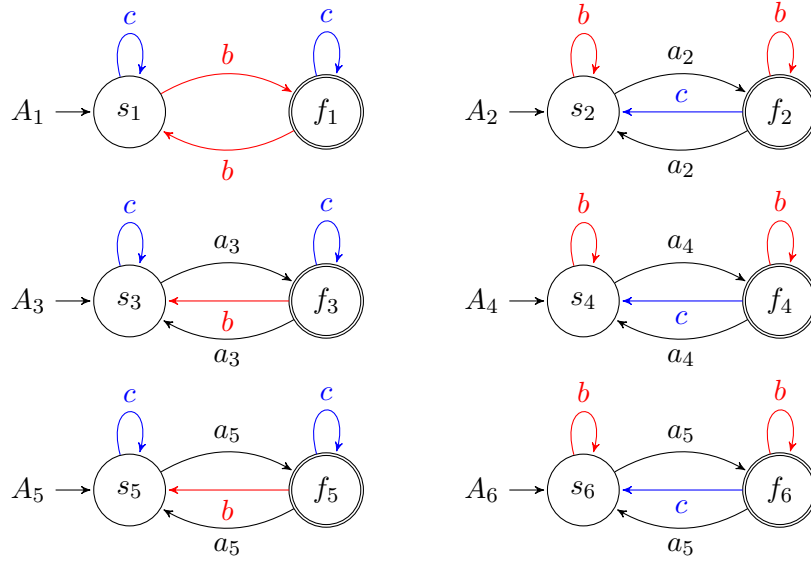 c c b b
b a₂ b
A₁ s₁ f₁ A₂ s₂ c f₂
b a₂
c c b b
a₃ a₄
A₃ s₃ f₃ A₄ s₄ f₄
b c
a₃ a₄
c c b b
a₅ a₅
A₅ s₅ f₅ A₆ s₆ f₆
b c
a₅ a₅